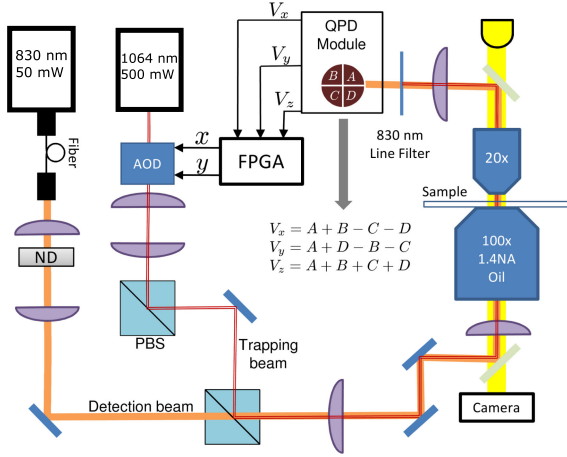 830 nm
50 mW
1064 nm
500 mW
V_x
V_y
V_z
QPD
Module
B A
C D
830 nm
Line Filter
20x
Fiber
AOD
x
y
FPGA
Sample
V_x = A + B − C − D
V_y = A + D − B − C
V_z = A + B + C + D
100x
1.4NA
Oil
ND
PBS
Trapping
beam
Detection beam
Camera